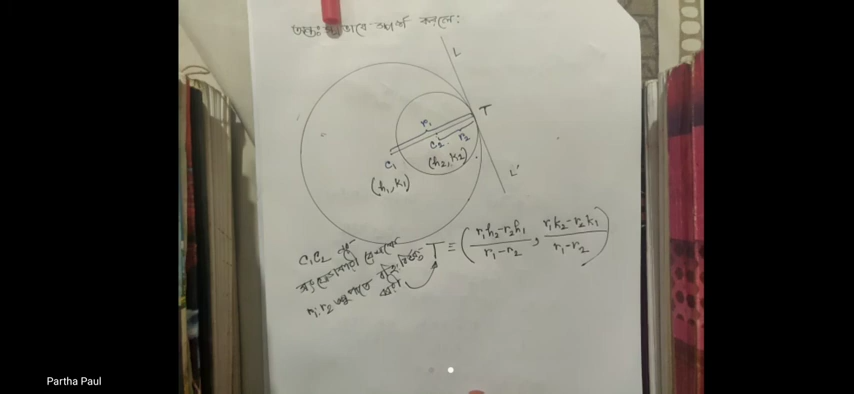 অন্তঃস্থভাবে স্পর্শ করলে:
L
T
r₁
C₂
r₂
C₁
(h₂, k₂)
L'
(h₁, k₁)
C₁C₂ এর
T ≡ ( (r₁h₂-r₂h₁)/(r₁-r₂) , (r₁k₂-r₂k₁)/(r₁-r₂) )
r₁:r₂ অনুপাতে
Partha Paul